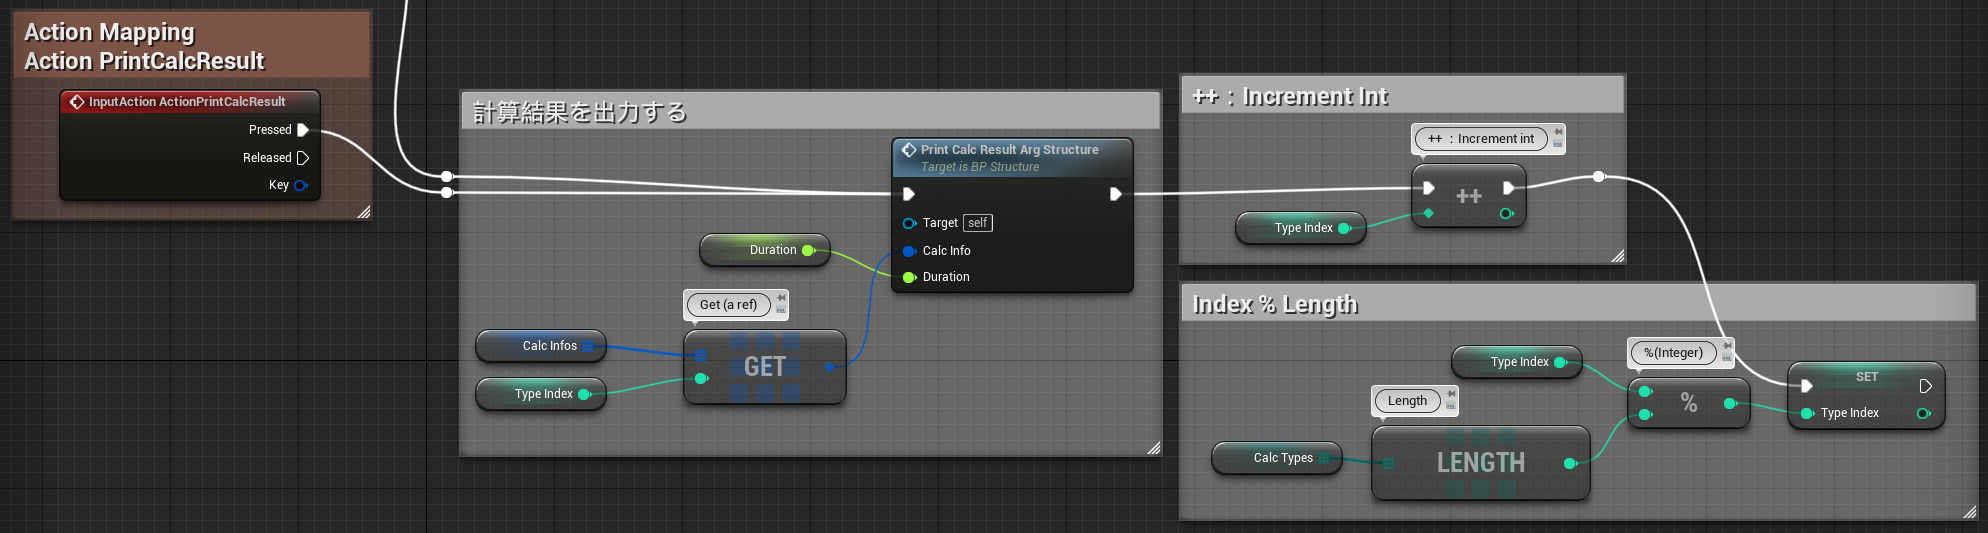 Action Mapping
Action PrintCalcResult
InputAction ActionPrintCalcResult
Pressed
Released
Key
計算結果を出力する
Print Calc Result Arg Structure
Target is BP Structure
Target self
Calc Info
Duration
Duration
Get (a ref)
Calc Infos
GET
Type Index
++ : Increment Int
++ : Increment int
++
Type Index
Index % Length
%(Integer)
Type Index
%
SET
Type Index
Length
Calc Types
LENGTH